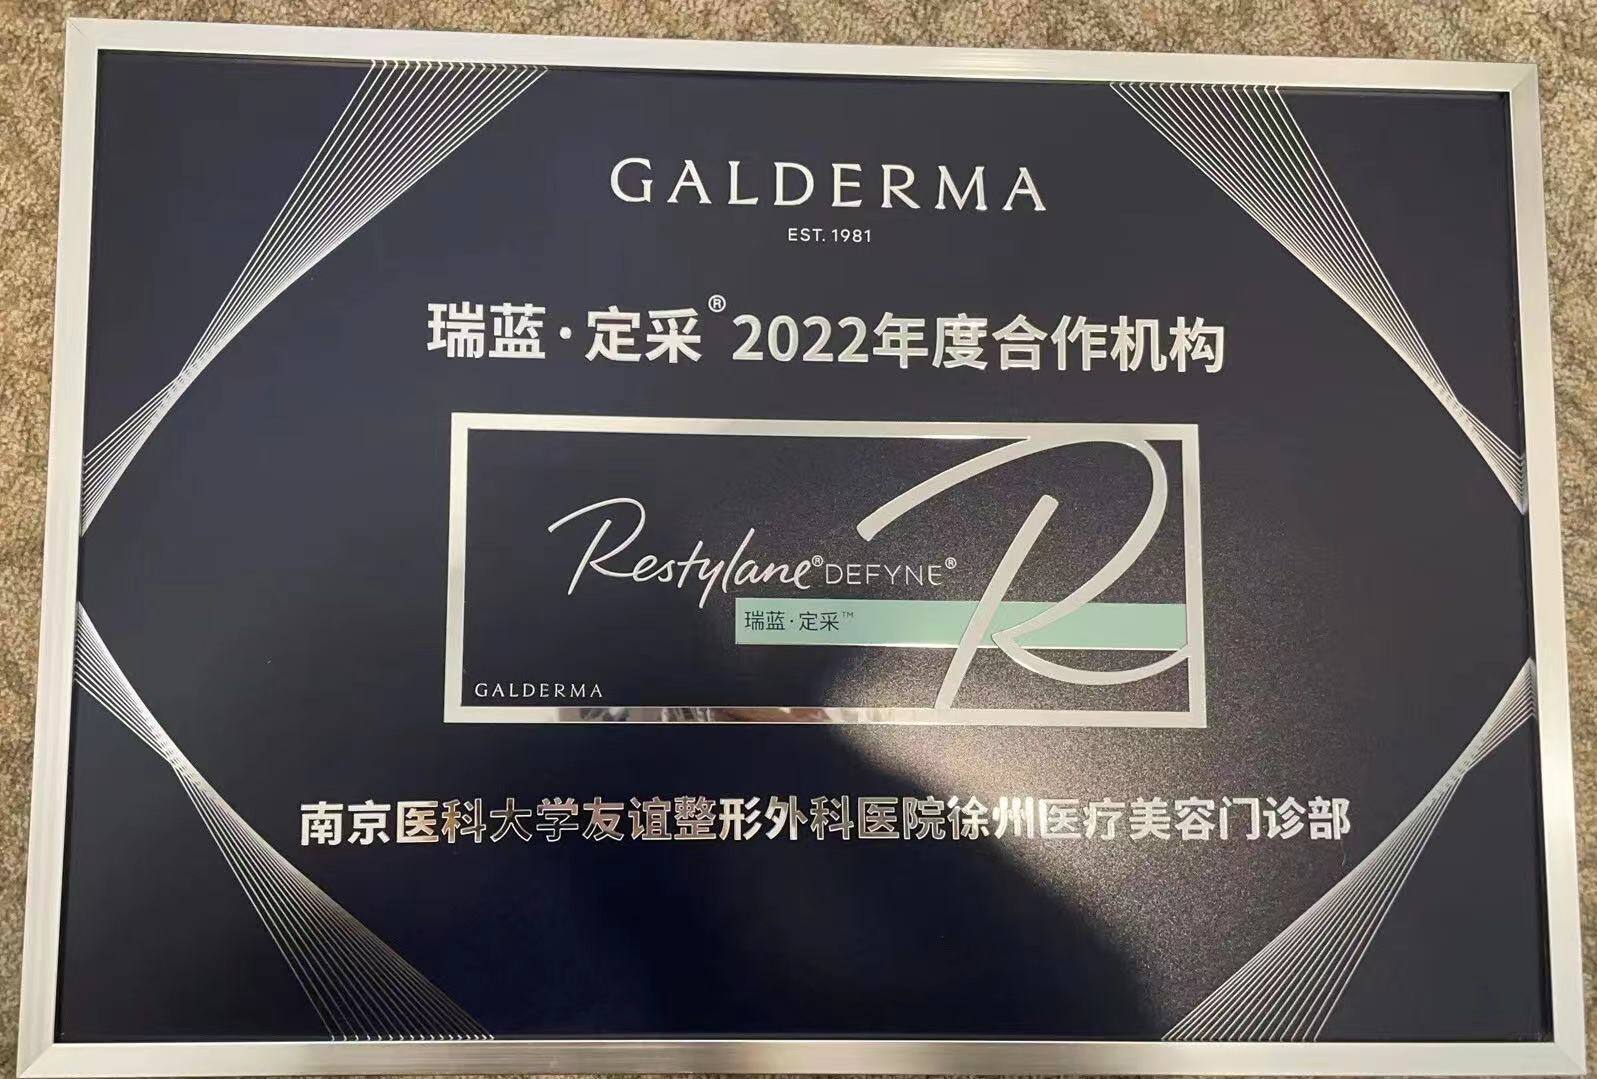 GALDERMA
EST. 1981
瑞蓝·定采® 2022年度合作机构
Restylane® DEFYNE®
瑞蓝·定采™
GALDERMA
南京医科大学友谊整形外科医院徐州医疗美容门诊部